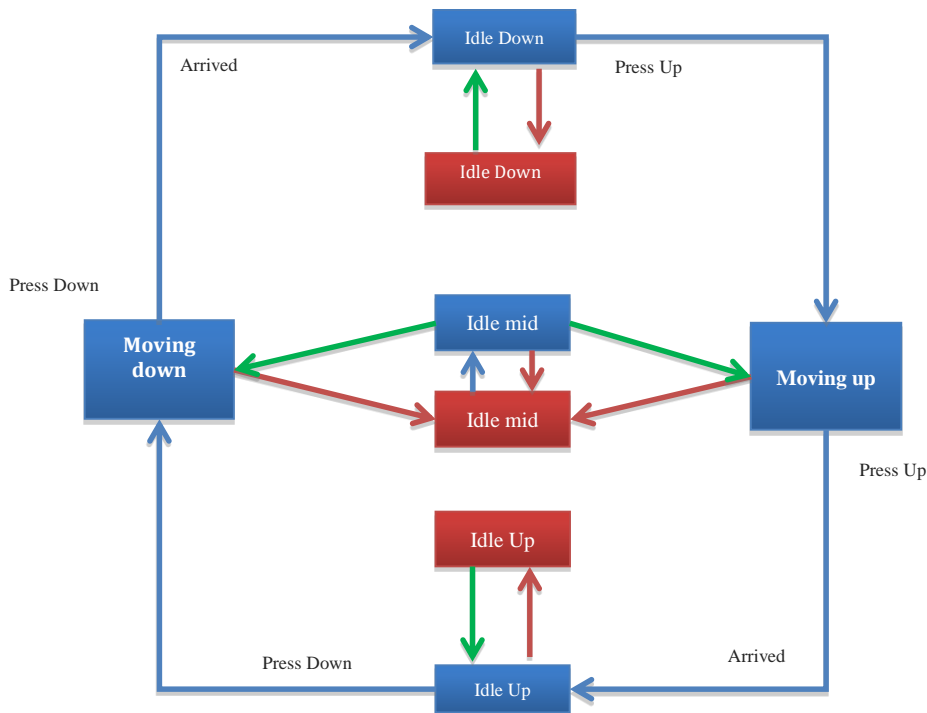 Idle Down
Arrived
Press Up
Idle Down
Press Down
Idle mid
Moving
down
Moving up
Idle mid
Press Up
Idle Up
Arrived
Press Down
Idle Up